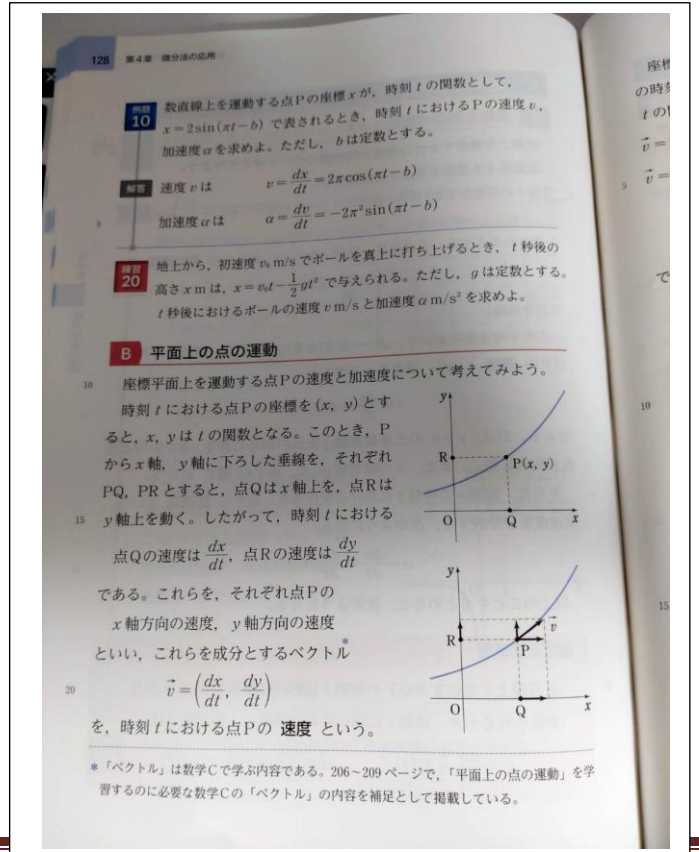 128 第4章 微分法の応用
例題 10 数直線上を運動する点Pの座標xが，時刻tの関数として，
x=2sin(πt−b) で表されるとき，時刻tにおけるPの速度v，
加速度αを求めよ。ただし，bは定数とする。
解答 速度vは v=dx/dt=2πcos(πt−b)
5 加速度αは α=dv/dt=−2π²sin(πt−b)
練習 20 地上から，初速度v₀ m/sでボールを真上に打ち上げるとき，t秒後の
高さx mは，x=v₀t−1/2gt² で与えられる。ただし，gは定数とする。
t秒後におけるボールの速度v m/sと加速度α m/s²を求めよ。
B 平面上の点の運動
10 座標平面上を運動する点Pの速度と加速度について考えてみよう。
時刻tにおける点Pの座標を(x, y)とす
ると，x, yはtの関数となる。このとき，P
からx軸，y軸に下ろした垂線を，それぞれ
PQ, PRとすると，点Qはx軸上を，点Rは
15 y軸上を動く。したがって，時刻tにおける
点Qの速度は dx/dt，点Rの速度は dy/dt
である。これらを，それぞれ点Pの
x軸方向の速度，y軸方向の速度
といい，これらを成分とするベクトル*
20 v⃗=(dx/dt, dy/dt)
を，時刻tにおける点Pの 速度 という。
y
R
P(x, y)
O
Q
x
y
v⃗
R
P
O
Q
x
*「ベクトル」は数学Cで学ぶ内容である。206〜209ページで，「平面上の点の運動」を学
習するのに必要な数学Cの「ベクトル」の内容を補足として掲載している。
座標
の時
tの
v⃗=
5 v⃗=
で
10
15